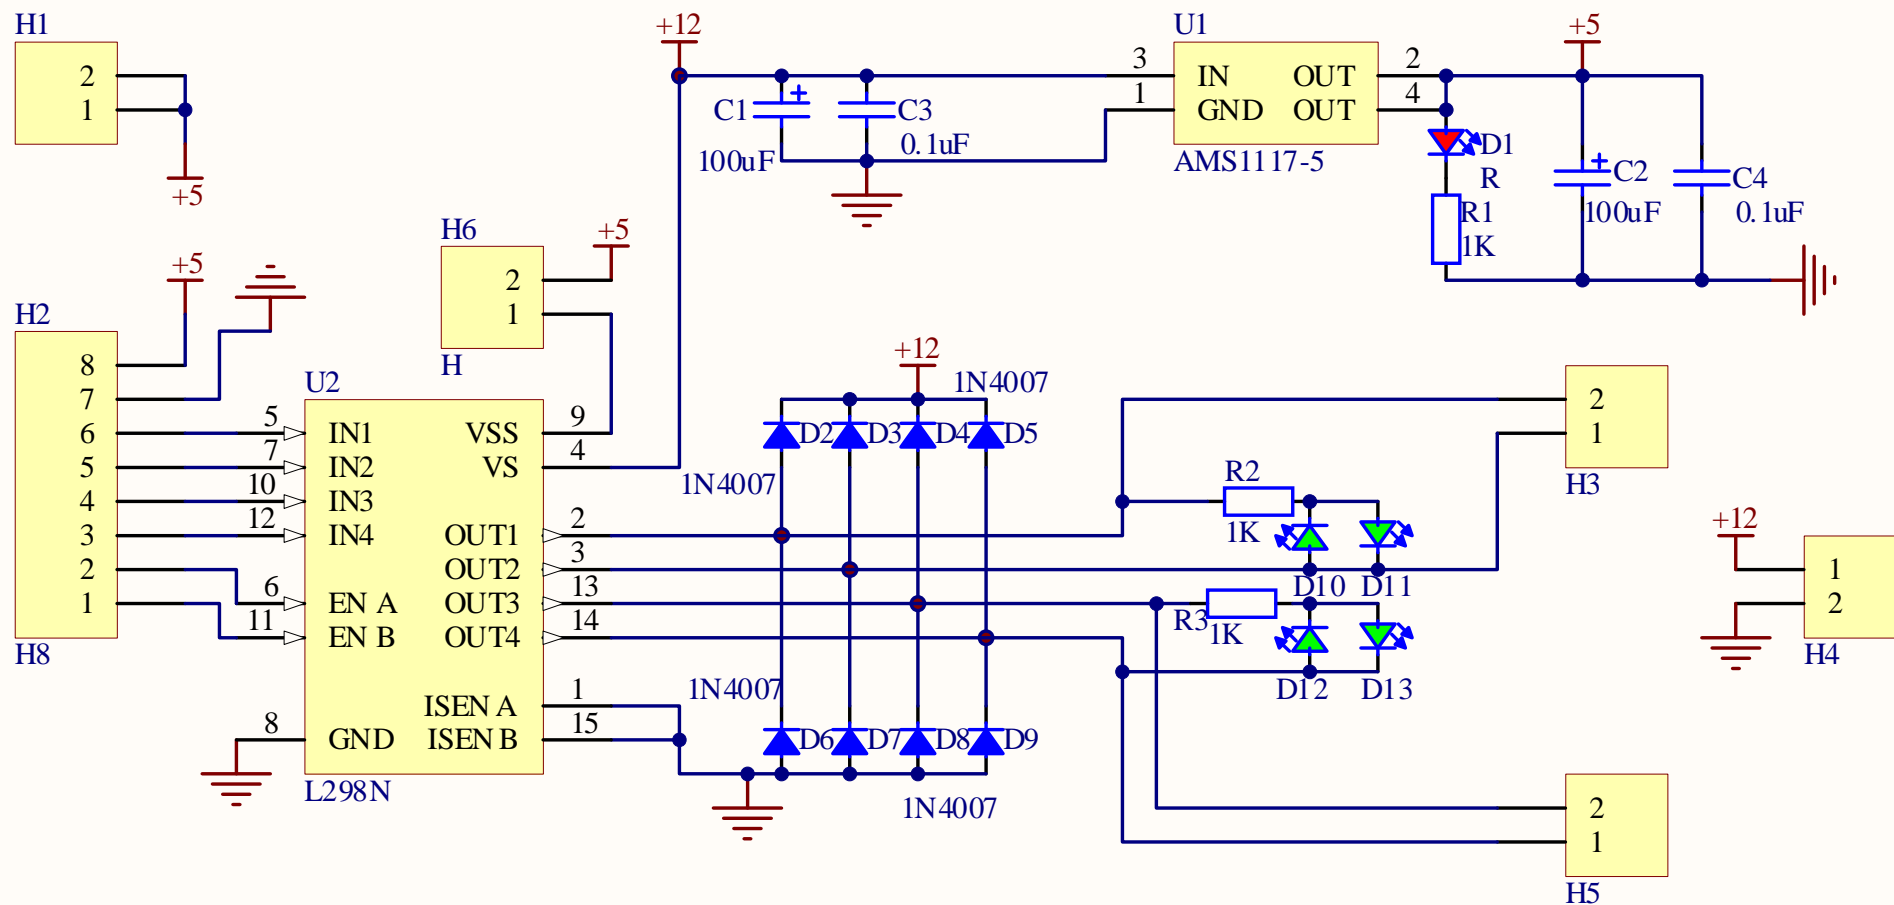 H1
2
1
+5
+12
C1
100uF
C3
0.1uF
U1
3 IN OUT 2
1 GND OUT 4
AMS1117-5
+5
D1
R
R1
1K
C2
100uF
C4
0.1uF
H6
2
1
H
+5
+5
H2
8
7
6
5
4
3
2
1
H8
U2
5 IN1 VSS 9
7 IN2 VS 4
10 IN3
12 IN4 OUT1 2
OUT2 3
6 EN A OUT3 13
11 EN B OUT4 14
ISEN A 1
8 GND ISEN B 15
L298N
+12
1N4007
D2 D3 D4 D5
1N4007
1N4007
D6 D7 D8 D9
1N4007
R2
1K
D10 D11
R3
1K
D12 D13
2
1
H3
+12
1
2
H4
2
1
H5